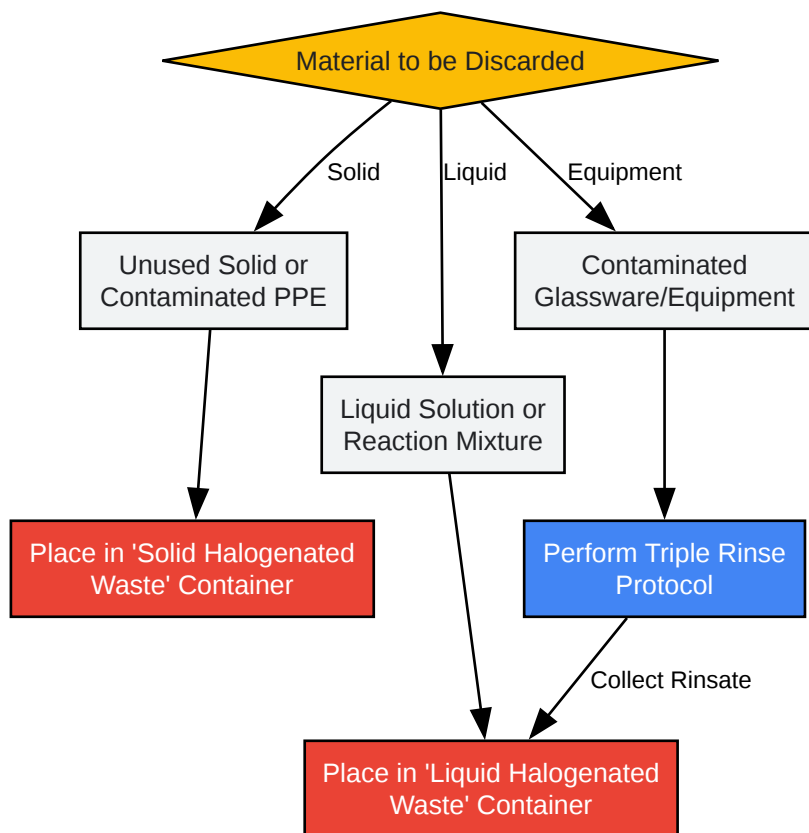 Material to be Discarded
Solid
Liquid
Equipment
Unused Solid or
Contaminated PPE
Contaminated
Glassware/Equipment
Liquid Solution or
Reaction Mixture
Place in 'Solid Halogenated
Waste' Container
Perform Triple Rinse
Protocol
Collect Rinsate
Place in 'Liquid Halogenated
Waste' Container